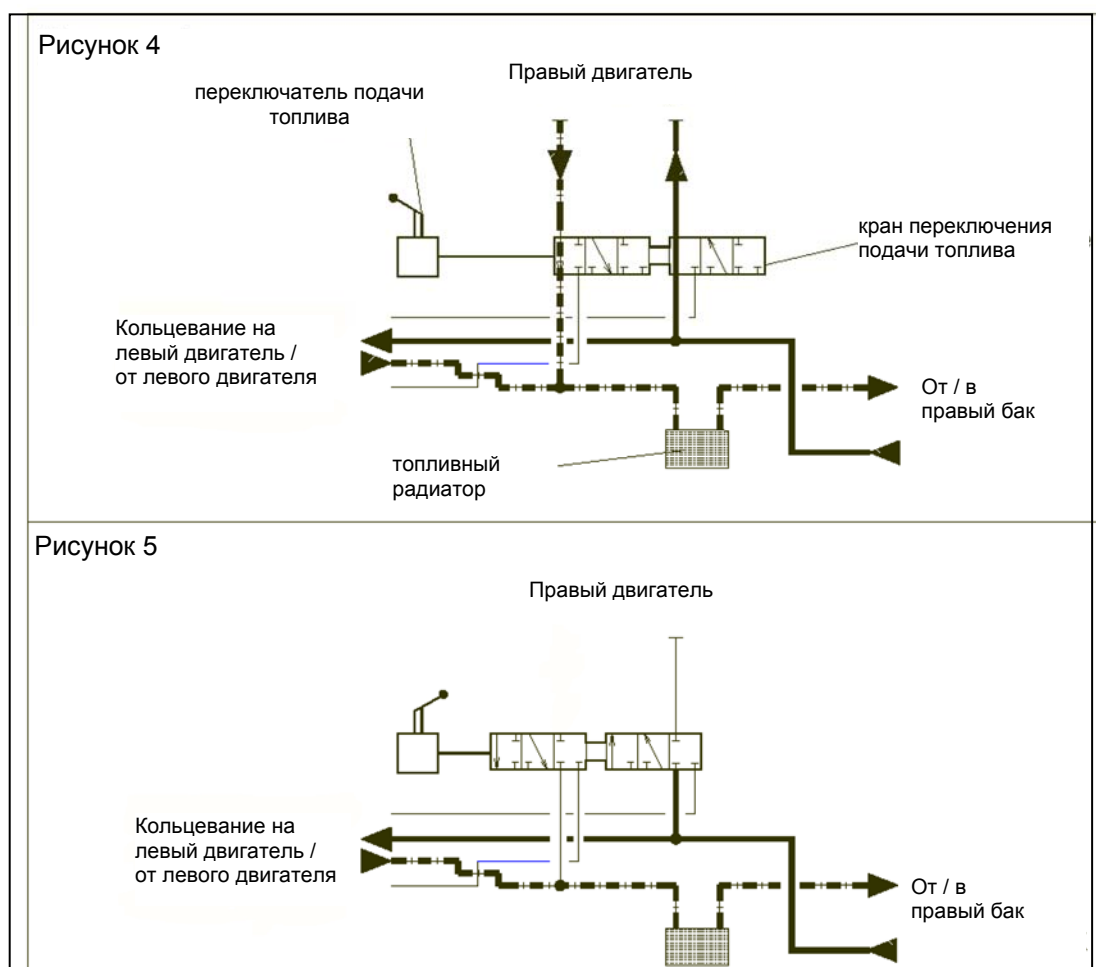 Рисунок 4
Правый двигатель
переключатель подачи
топлива
кран переключения
подачи топлива
Кольцевание на
левый двигатель /
от левого двигателя
От / в
правый бак
топливный
радиатор
Рисунок 5
Правый двигатель
Кольцевание на
левый двигатель /
от левого двигателя
От / в
правый бак